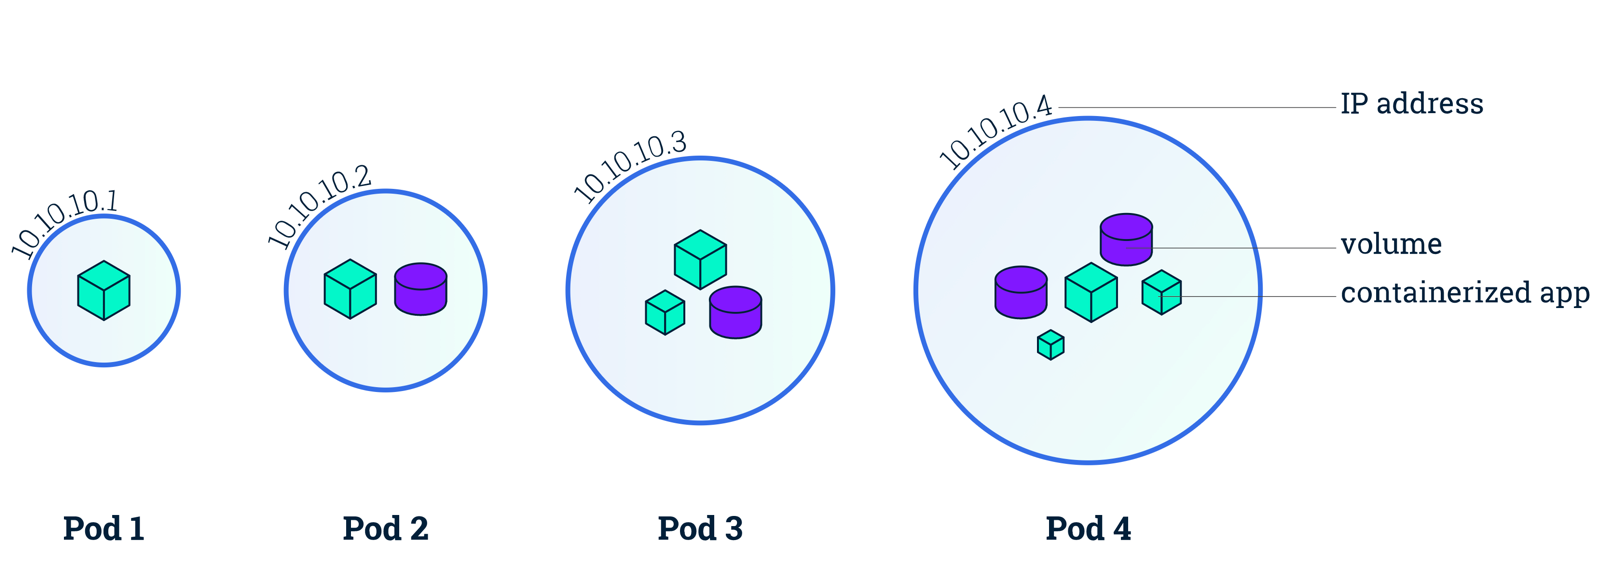 10.10.10.1
10.10.10.2
10.10.10.3
10.10.10.4
IP address
volume
containerized app
Pod 1
Pod 2
Pod 3
Pod 4